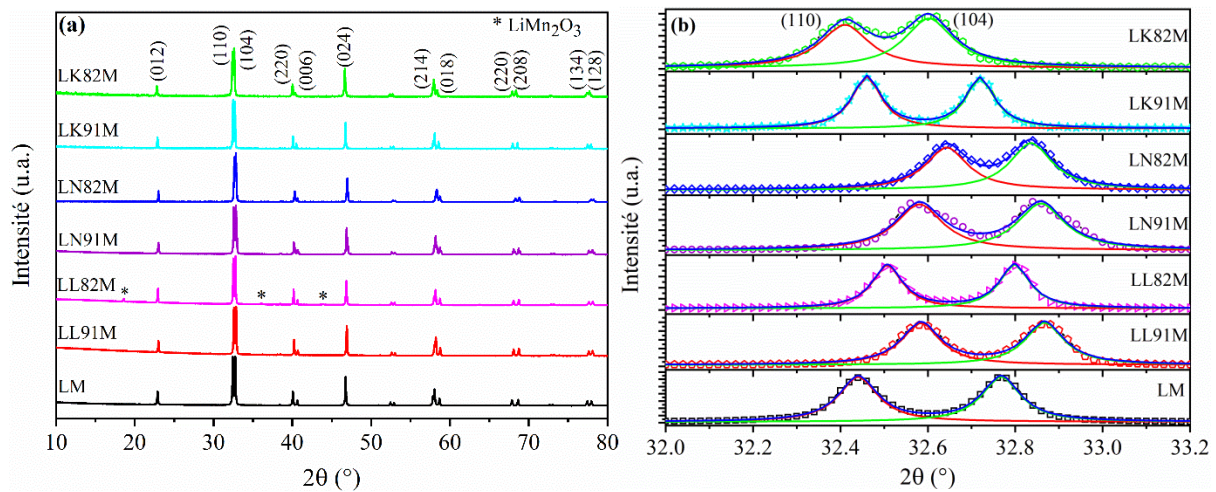 (a)
* LiMn₂O₃
(012)
(110)
(104)
(220)
(006)
(024)
(214)
(018)
(220)
(208)
(134)
(128)
LK82M
LK91M
LN82M
LN91M
LL82M
*
*
*
LL91M
LM
Intensité (u.a.)
10 20 30 40 50 60 70 80
2θ (°)
(b)
(110)
(104)
LK82M
LK91M
LN82M
LN91M
LL82M
LL91M
LM
Intensité (u.a.)
32.0 32.2 32.4 32.6 32.8 33.0 33.2
2θ (°)